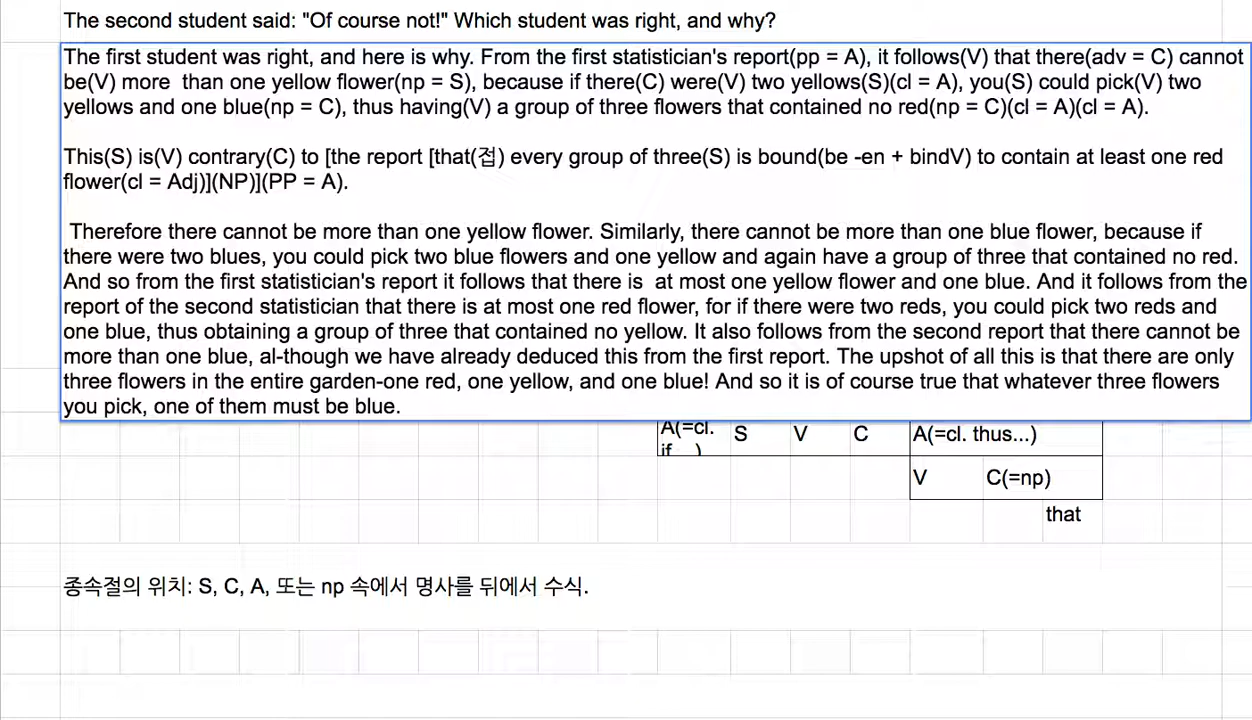 The second student said: "Of course not!" Which student was right, and why?
The first student was right, and here is why. From the first statistician's report(pp = A), it follows(V) that there(adv = C) cannot
be(V) more  than one yellow flower(np = S), because if there(C) were(V) two yellows(S)(cl = A), you(S) could pick(V) two
yellows and one blue(np = C), thus having(V) a group of three flowers that contained no red(np = C)(cl = A)(cl = A).
This(S) is(V) contrary(C) to [the report [that(접) every group of three(S) is bound(be -en + bindV) to contain at least one red
flower(cl = Adj)](NP)](PP = A).
Therefore there cannot be more than one yellow flower. Similarly, there cannot be more than one blue flower, because if
there were two blues, you could pick two blue flowers and one yellow and again have a group of three that contained no red.
And so from the first statistician's report it follows that there is  at most one yellow flower and one blue. And it follows from the
report of the second statistician that there is at most one red flower, for if there were two reds, you could pick two reds and
one blue, thus obtaining a group of three that contained no yellow. It also follows from the second report that there cannot be
more than one blue, al-though we have already deduced this from the first report. The upshot of all this is that there are only
three flowers in the entire garden-one red, one yellow, and one blue! And so it is of course true that whatever three flowers
you pick, one of them must be blue.
A(=cl. S V C A(=cl. thus...)
if )
V C(=np)
that
종속절의 위치: S, C, A, 또는 np 속에서 명사를 뒤에서 수식.